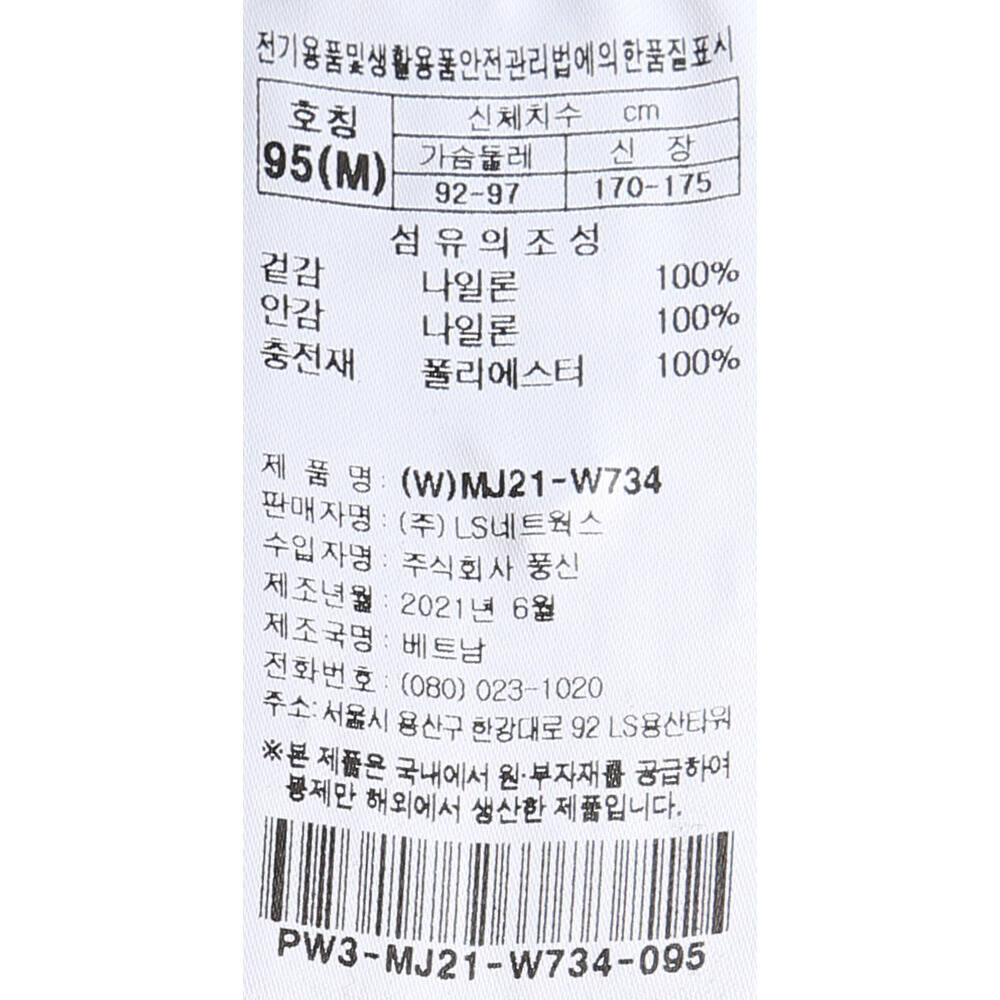 전기용품및생활용품안전관리법에의한품질표시
호칭 신체치수 cm
95(M) 가슴둘레 신 장
92-97 170-175
섬유의조성
겉감 나일론 100%
안감 나일론 100%
충전재 폴리에스터 100%
제 품 명: (W)MJ21-W734
판매자명: (주)LS네트웍스
수입자명: 주식회사 풍신
제조년월: 2021년 6월
제조국명: 베트남
전화번호: (080) 023-1020
주소: 서울시 용산구 한강대로 92 LS용산타워
※본 제품은 국내에서 원·부자재를 공급하여
봉제만 해외에서 생산한 제품입니다.
PW3-MJ21-W734-095